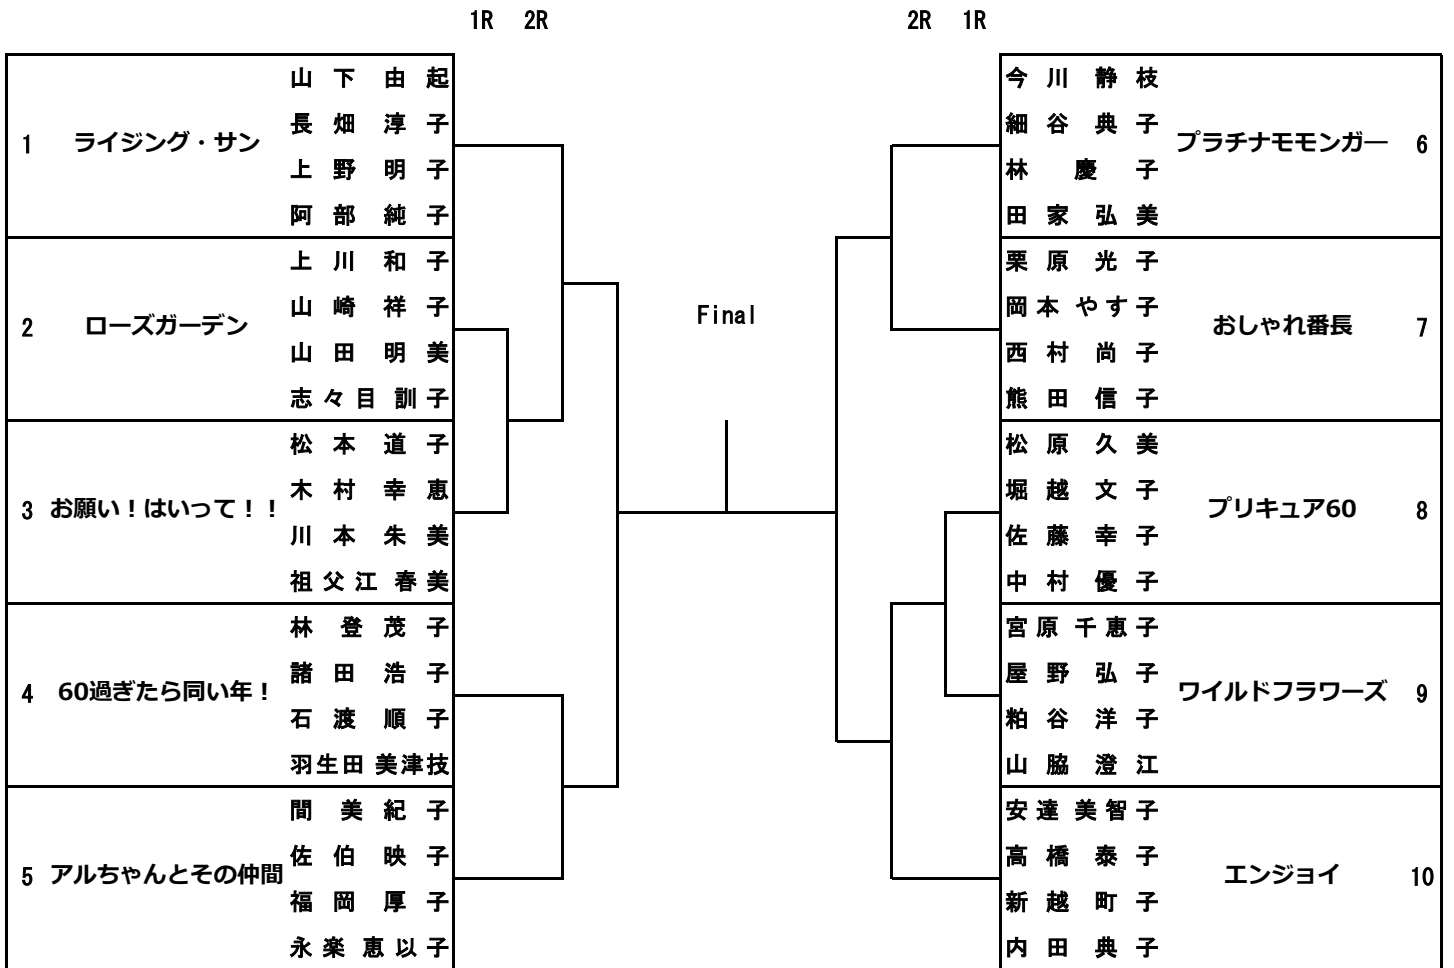 1R 2R 2R 1R
1 ライジング・サン
山下 由起
長畑 淳子
上野 明子
阿部 純子
2 ローズガーデン
上川 和子
山崎 祥子
山田 明美
志々目 訓子
3 お願い！はいって！！
松本 道子
木村 幸恵
川本 朱美
祖父江 春美
4 60過ぎたら同い年！
林 登茂子
諸田 浩子
石渡 順子
羽生田 美津技
5 アルちゃんとその仲間
間 美紀子
佐伯 映子
福岡 厚子
永楽 恵以子
Final
今川 静枝
細谷 典子
林 慶子
田家 弘美
プラチナモモンガ― 6
栗原 光子
岡本 やす子
西村 尚子
熊田 信子
おしゃれ番長 7
松原 久美
堀越 文子
佐藤 幸子
中村 優子
プリキュア60 8
宮原 千恵子
屋野 弘子
粕谷 洋子
山脇 澄江
ワイルドフラワーズ 9
安達 美智子
高橋 泰子
新越 町子
内田 典子
エンジョイ 10